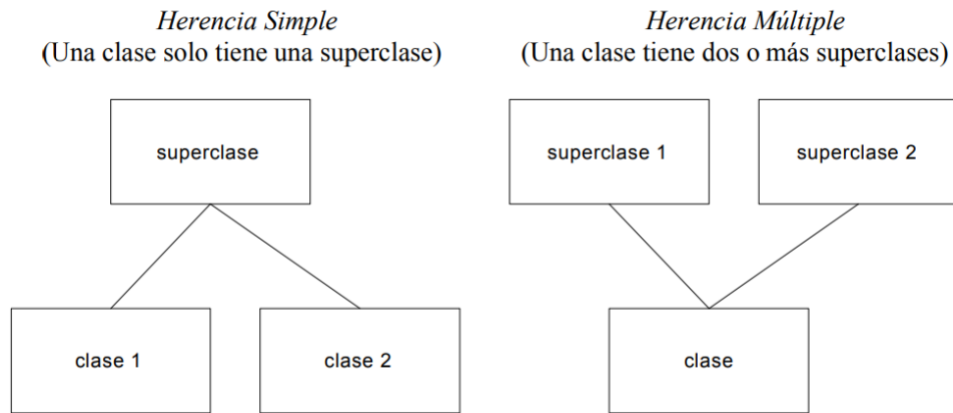 Herencia Simple
(Una clase solo tiene una superclase)
superclase
clase 1
clase 2
Herencia Múltiple
(Una clase tiene dos o más superclases)
superclase 1
superclase 2
clase